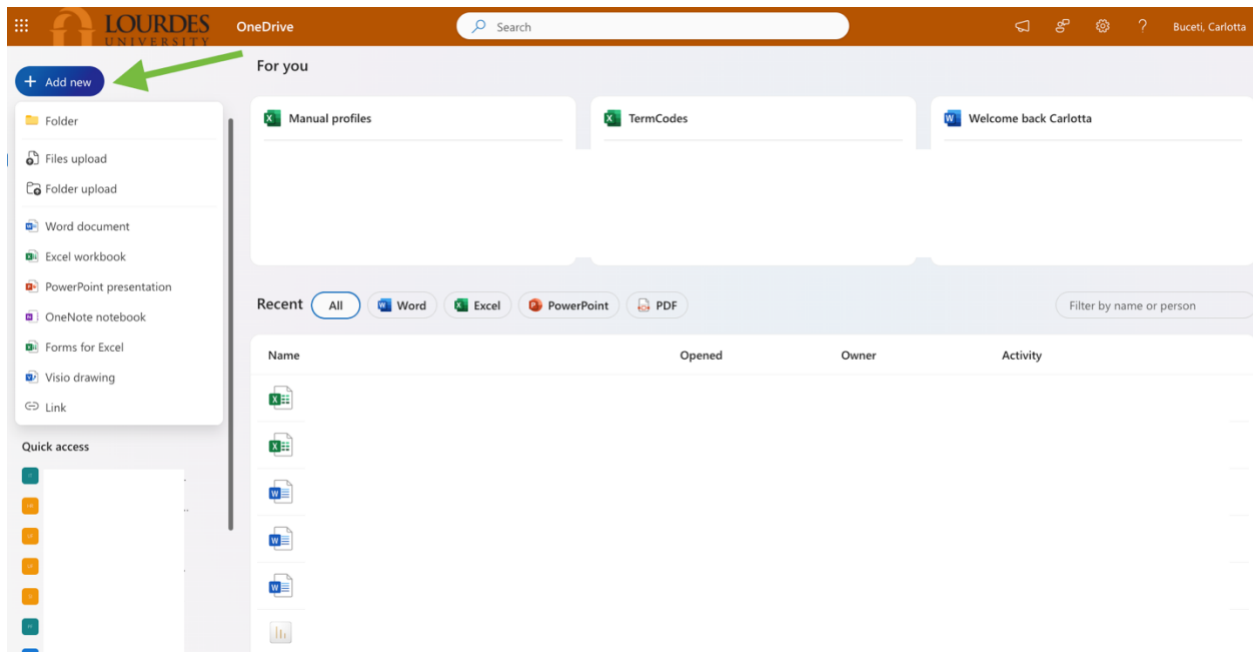 LOURDES
UNIVERSITY
OneDrive
Search
?
Buceti, Carlotta
+ Add new
Folder
Files upload
Folder upload
Word document
Excel workbook
PowerPoint presentation
OneNote notebook
Forms for Excel
Visio drawing
Link
Quick access
For you
Manual profiles
TermCodes
Welcome back Carlotta
Recent All Word Excel PowerPoint PDF
Filter by name or person
Name Opened Owner Activity